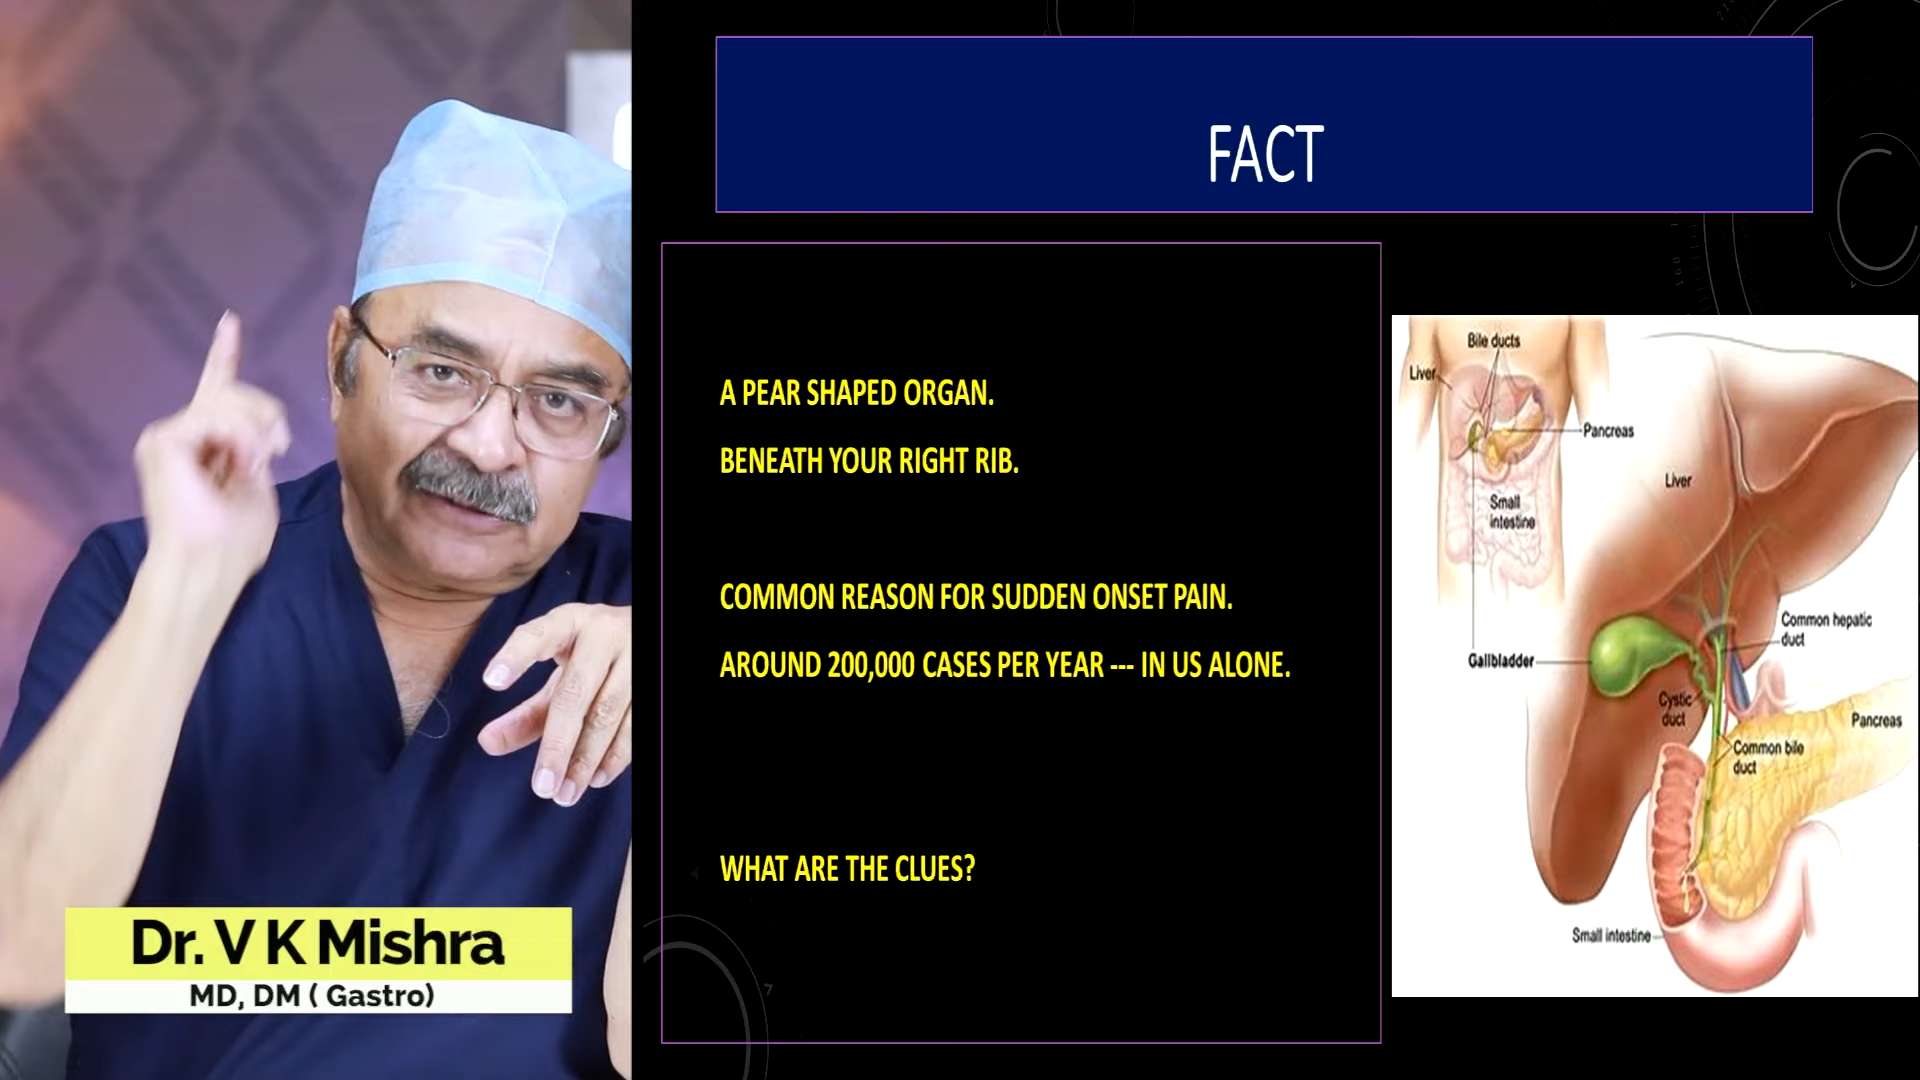 FACT
A PEAR SHAPED ORGAN.
BENEATH YOUR RIGHT RIB.
COMMON REASON FOR SUDDEN ONSET PAIN.
AROUND 200,000 CASES PER YEAR --- IN US ALONE.
WHAT ARE THE CLUES?
Bile ducts
Liver
Pancreas
Small
intestine
Liver
Common hepatic
duct
Gallbladder
Cystic
duct
Pancreas
Common bile
duct
Small intestine
Dr. V K Mishra
MD, DM ( Gastro)